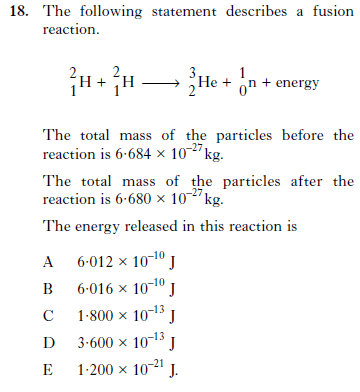 18. The following statement describes a fusion
reaction.
²₁H + ²₁H ⟶ ³₂He + ¹₀n + energy
The total mass of the particles before the
reaction is 6·684 × 10⁻²⁷ kg.
The total mass of the particles after the
reaction is 6·680 × 10⁻²⁷ kg.
The energy released in this reaction is
A 6·012 × 10⁻¹⁰ J
B 6·016 × 10⁻¹⁰ J
C 1·800 × 10⁻¹³ J
D 3·600 × 10⁻¹³ J
E 1·200 × 10⁻²¹ J.